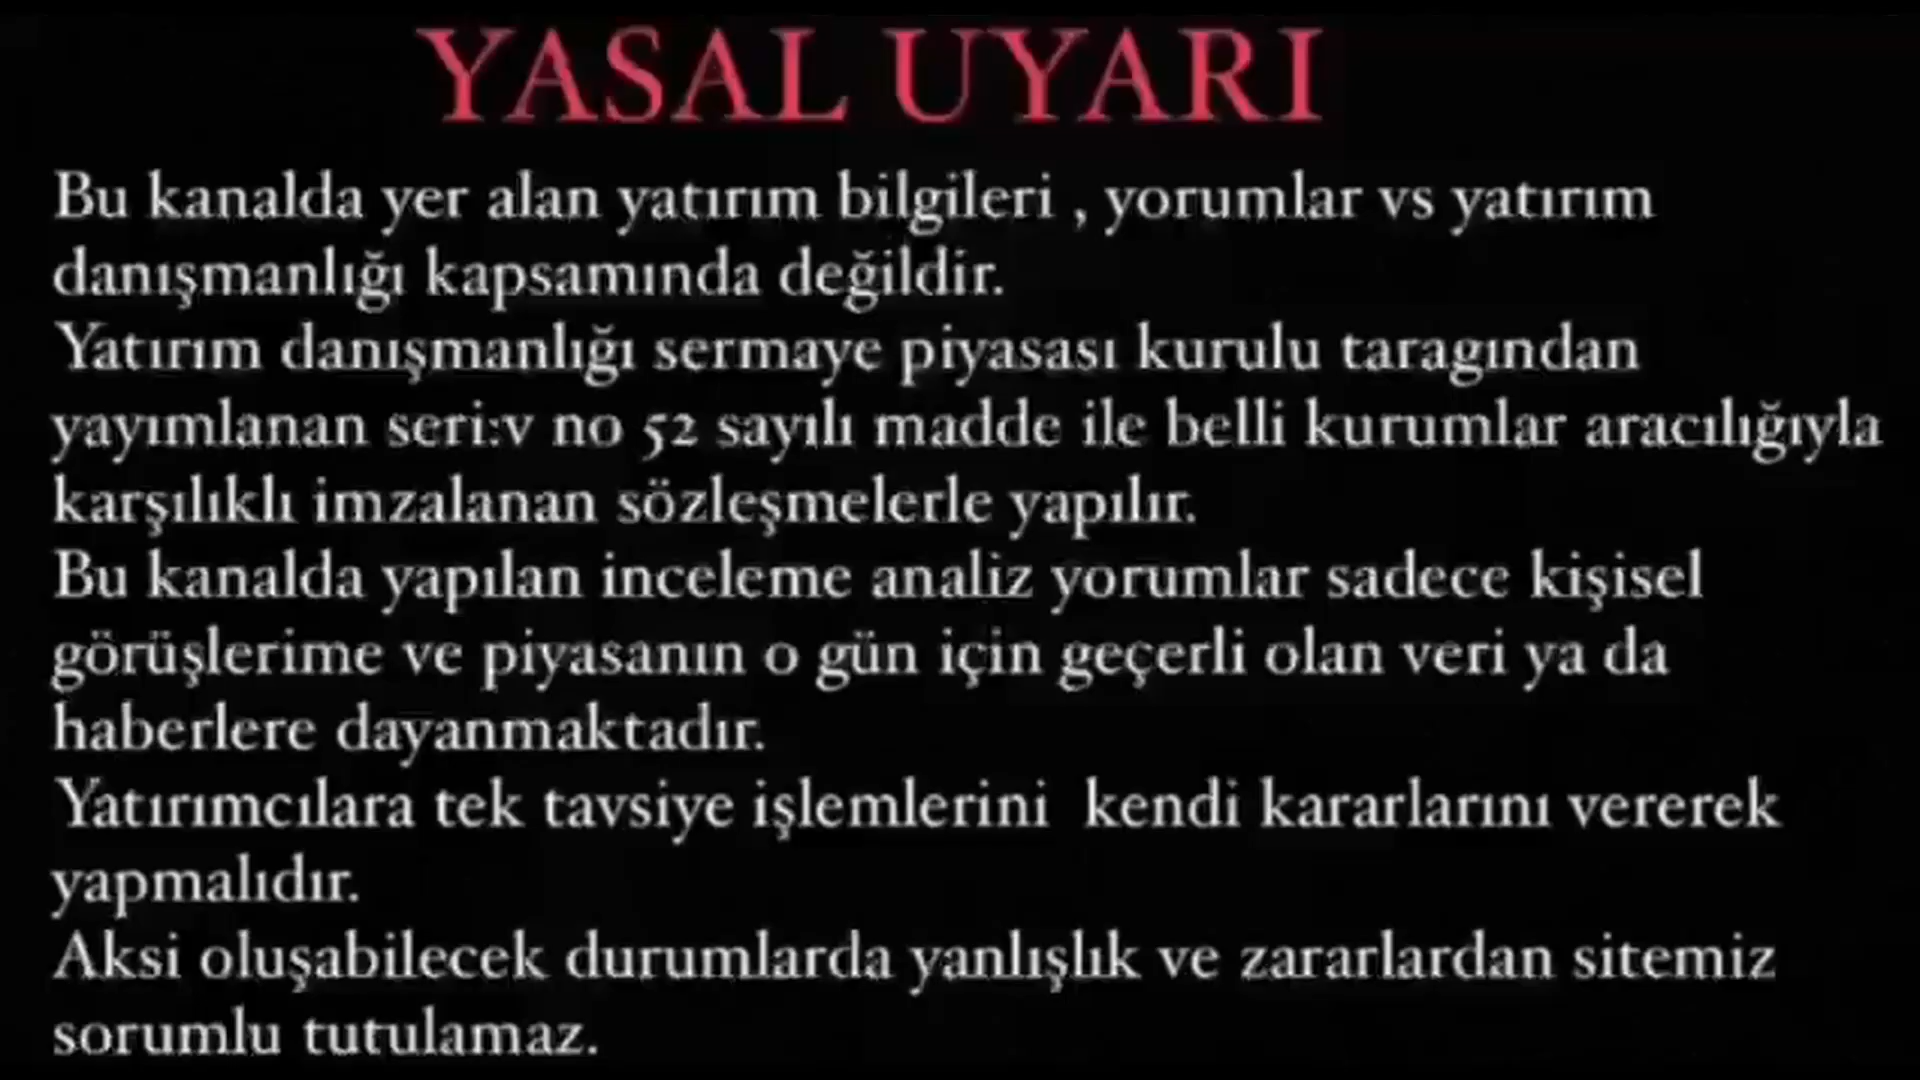 YASAL UYARI
Bu kanalda yer alan yatırım bilgileri , yorumlar vs yatırım
danışmanlığı kapsamında değildir.
Yatırım danışmanlığı sermaye piyasası kurulu taragından
yayımlanan seri:v no 52 sayılı madde ile belli kurumlar aracılığıyla
karşılıklı imzalanan sözleşmelerle yapılır.
Bu kanalda yapılan inceleme analiz yorumlar sadece kişisel
görüşlerime ve piyasanın o gün için geçerli olan veri ya da
haberlere dayanmaktadır.
Yatırımcılara tek tavsiye işlemlerini  kendi kararlarını vererek
yapmalıdır.
Aksi oluşabilecek durumlarda yanlışlık ve zararlardan sitemiz
sorumlu tutulamaz.